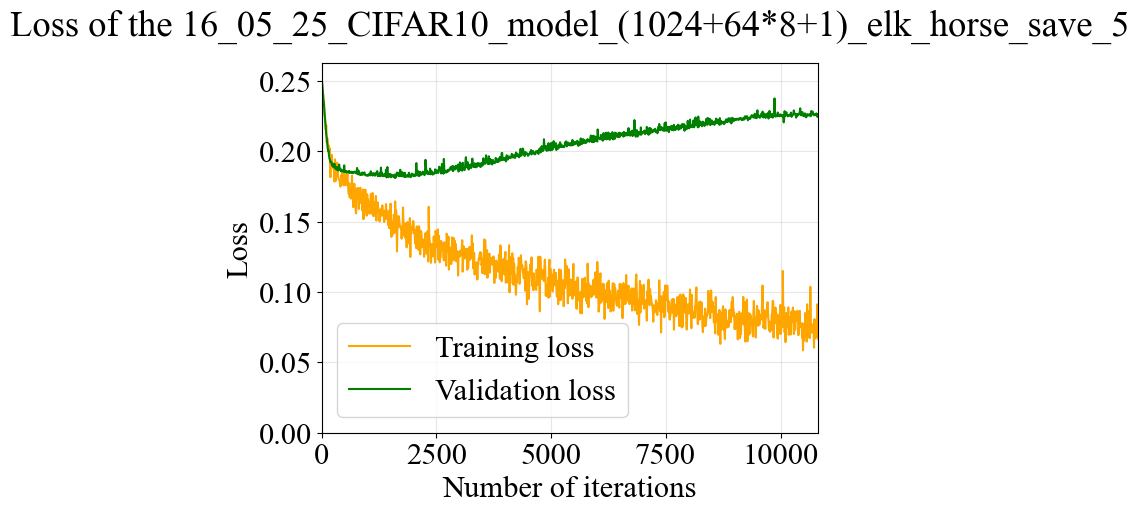 Loss of the 16_05_25_CIFAR10_model_(1024+64*8+1)_elk_horse_save_5
0.25
0.20
0.15
0.10
0.05
0.00
Loss
Training loss
Validation loss
0 2500 5000 7500 10000
Number of iterations